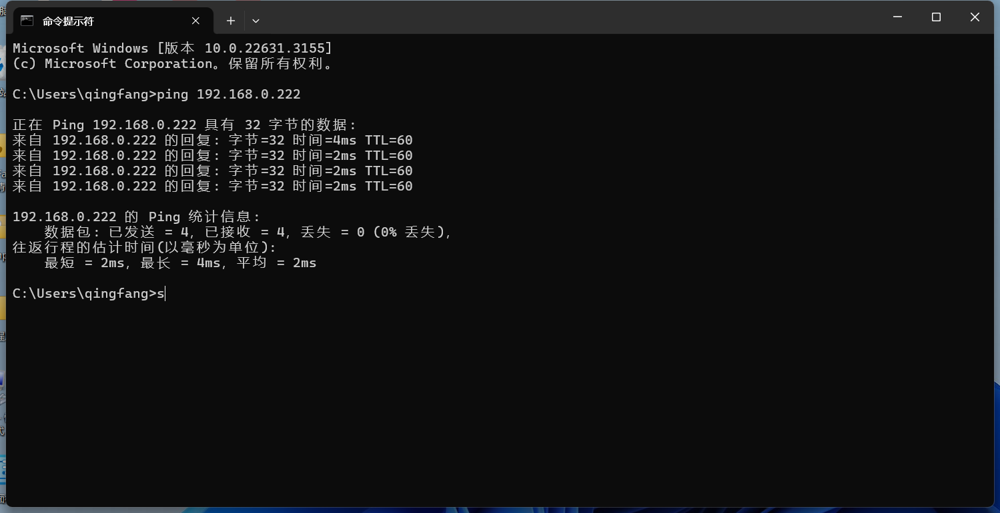 命令提示符
Microsoft Windows [版本 10.0.22631.3155]
(c) Microsoft Corporation。保留所有权利。
C:\Users\qingfang>ping 192.168.0.222
正在 Ping 192.168.0.222 具有 32 字节的数据:
来自 192.168.0.222 的回复: 字节=32 时间=4ms TTL=60
来自 192.168.0.222 的回复: 字节=32 时间=2ms TTL=60
来自 192.168.0.222 的回复: 字节=32 时间=2ms TTL=60
来自 192.168.0.222 的回复: 字节=32 时间=2ms TTL=60
192.168.0.222 的 Ping 统计信息:
    数据包: 已发送 = 4，已接收 = 4，丢失 = 0 (0% 丢失)，
往返行程的估计时间(以毫秒为单位):
    最短 = 2ms，最长 = 4ms，平均 = 2ms
C:\Users\qingfang>s